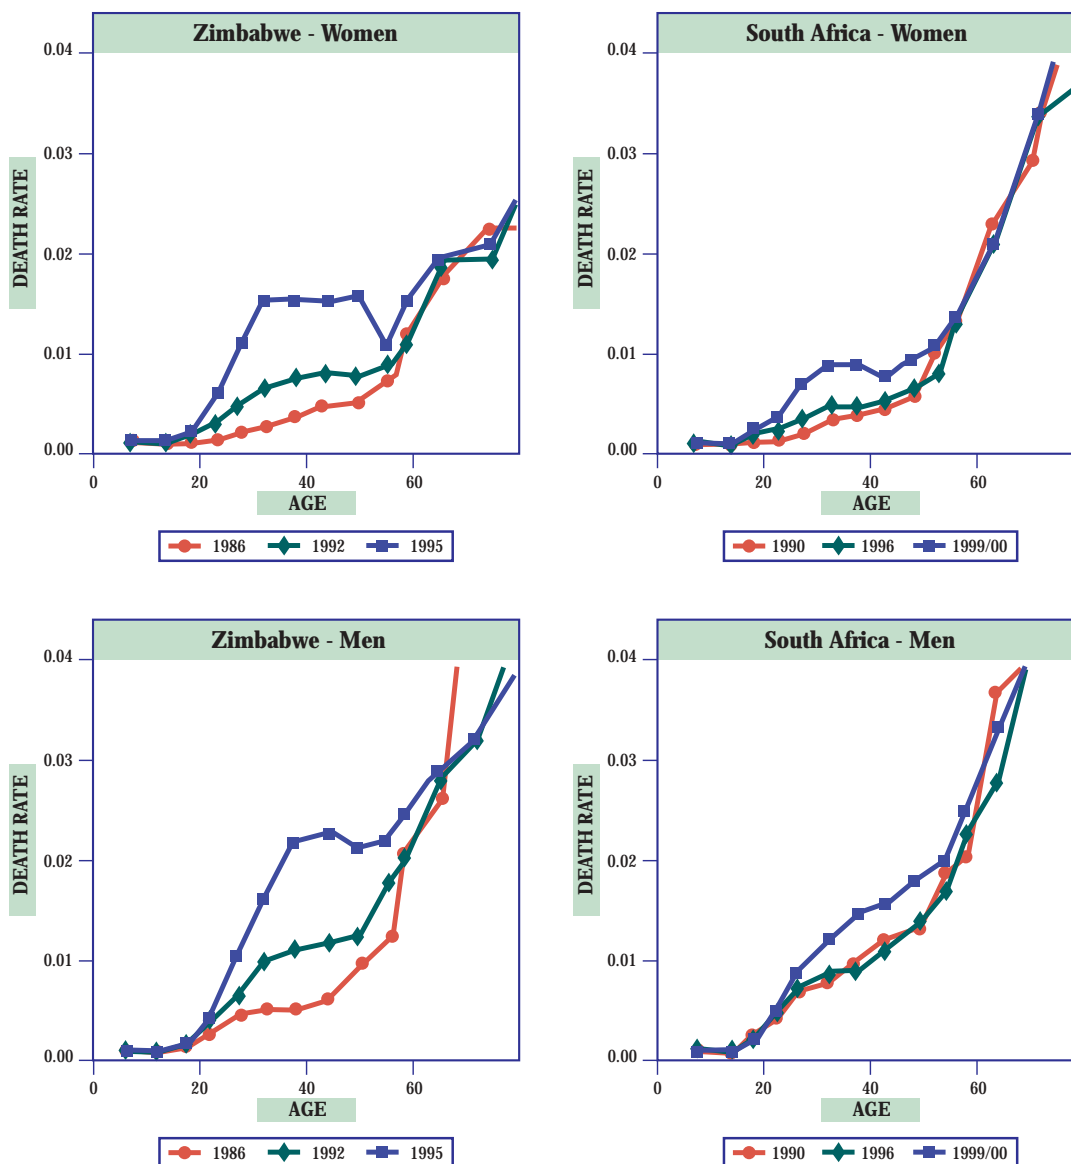 Zimbabwe - Women
0.04
0.03
0.02
0.01
0.00
DEATH RATE
0 20 40 60
AGE
1986 1992 1995
South Africa - Women
0.04
0.03
0.02
0.01
0.00
DEATH RATE
0 20 40 60
AGE
1990 1996 1999/00
Zimbabwe - Men
0.04
0.03
0.02
0.01
0.00
DEATH RATE
0 20 40 60
AGE
1986 1992 1995
South Africa - Men
0.04
0.03
0.02
0.01
0.00
DEATH RATE
0 20 40 60
AGE
1990 1996 1999/00